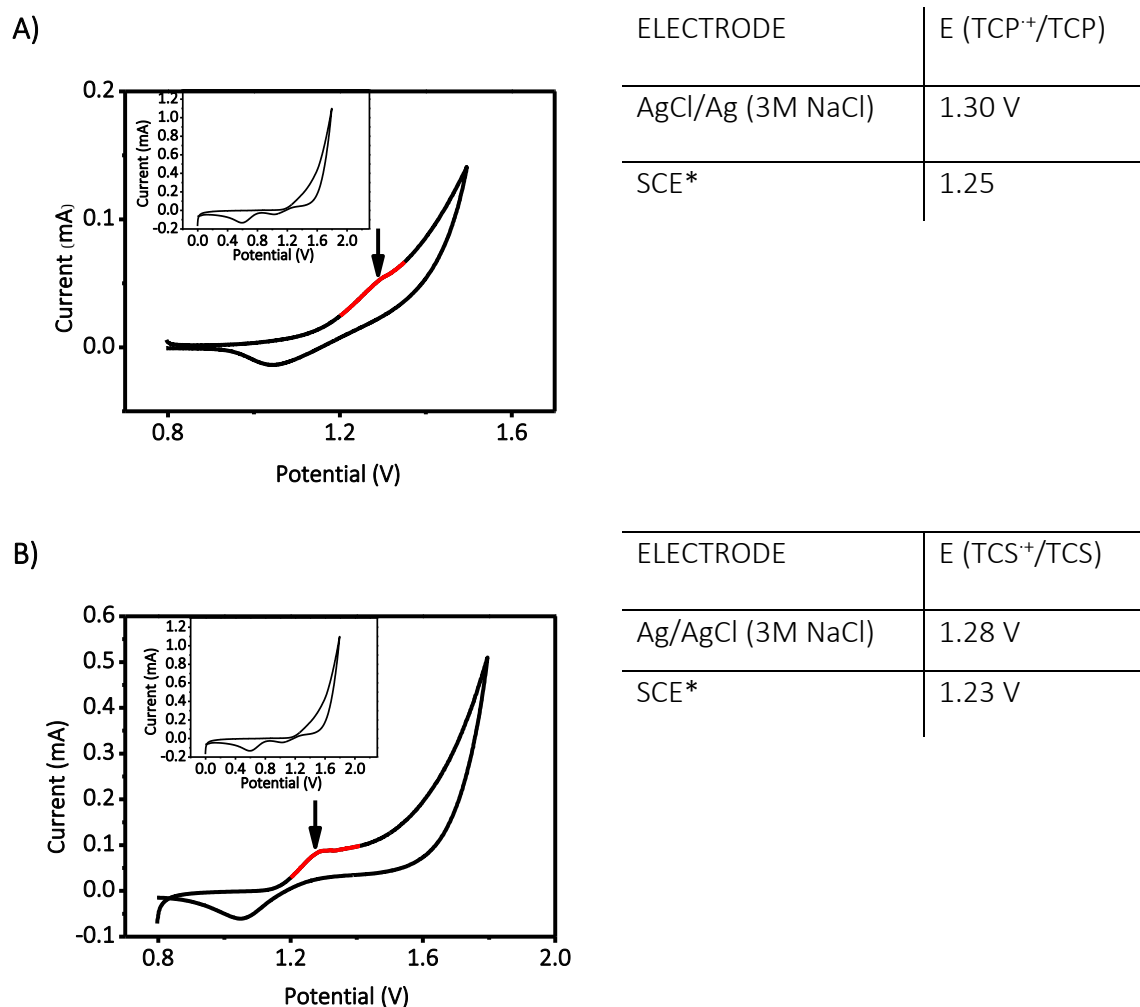 A)
ELECTRODE E (TCP·+/TCP)
AgCl/Ag (3M NaCl) 1.30 V
SCE* 1.25
0.2
0.1
0.0
Current (mA)
0.8 1.2 1.6
Potential (V)
1.2
1.0
0.8
0.6
0.4
0.2
0.0
-0.2
Current (mA)
0.0 0.4 0.8 1.2 1.6 2.0
Potential (V)
B)
ELECTRODE E (TCS·+/TCS)
Ag/AgCl (3M NaCl) 1.28 V
SCE* 1.23 V
0.6
0.5
0.4
0.3
0.2
0.1
0.0
-0.1
Current (mA)
0.8 1.2 1.6 2.0
Potential (V)
1.2
1.0
0.8
0.6
0.4
0.2
0.0
-0.2
Current (mA)
0.0 0.4 0.8 1.2 1.6 2.0
Potential (V)